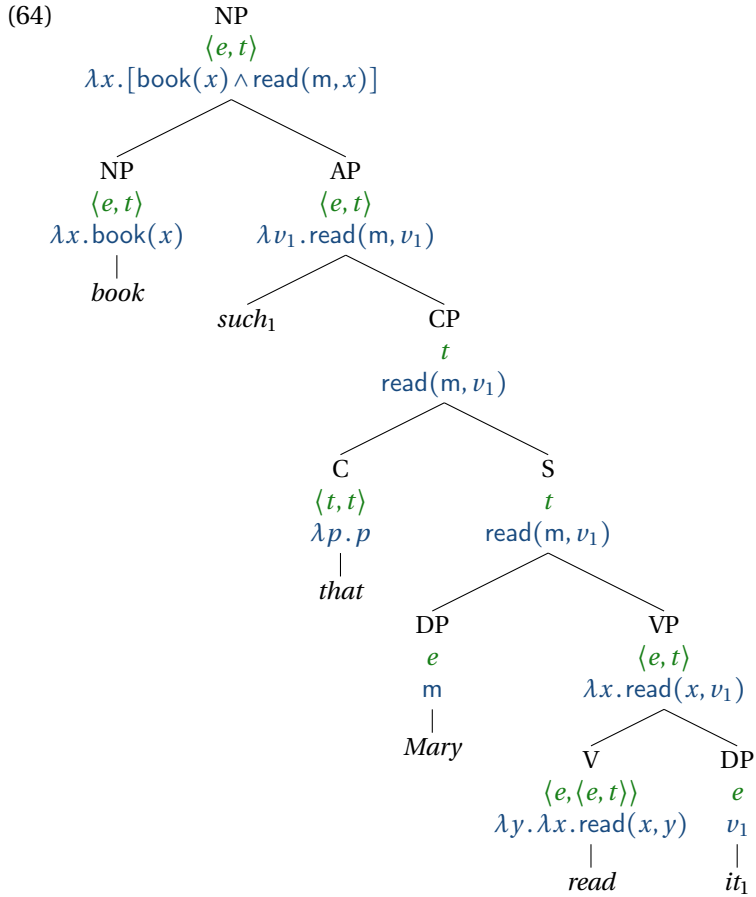 (64) NP
⟨e, t⟩
λx.[book(x) ∧ read(m, x)]
NP AP
⟨e, t⟩ ⟨e, t⟩
λx.book(x) λv₁.read(m, v₁)
book such₁ CP
t
read(m, v₁)
C S
⟨t, t⟩ t
λp.p read(m, v₁)
that
DP VP
e ⟨e, t⟩
m λx.read(x, v₁)
Mary
V DP
⟨e,⟨e, t⟩⟩ e
λy.λx.read(x, y) v₁
read it₁